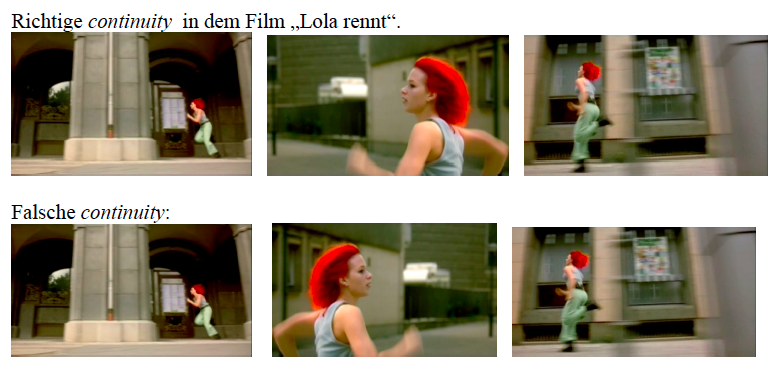 Richtige continuity in dem Film „Lola rennt“.
Falsche continuity: